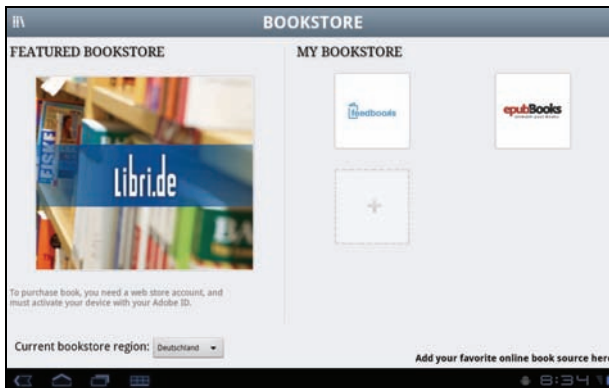 BOOKSTORE
FEATURED BOOKSTORE
Libri.de
To purchase book, you need a web store account, and
must activate your device with your Adobe ID.
Current bookstore region: Deutschland
MY BOOKSTORE
feedbooks
epubBooks
+
Add your favorite online book source here
8:34